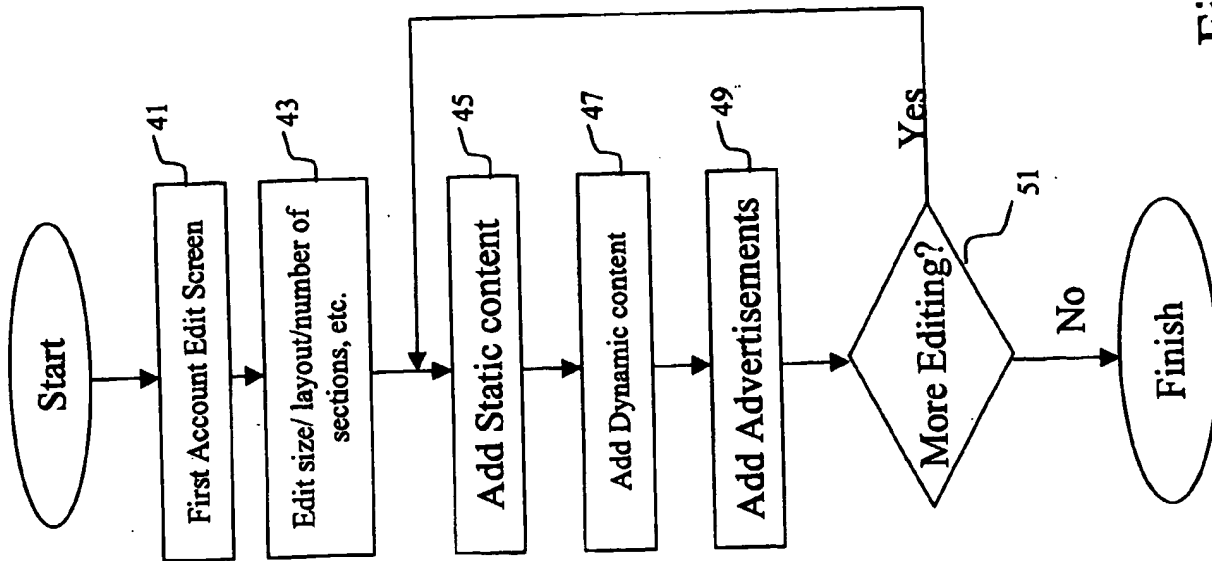 Start
First Account Edit Screen
41
Edit size/ layout/number of
sections, etc.
43
Add Static content
45
Add Dynamic content
47
Add Advertisements
49
More Editing?
51
Yes
No
Finish